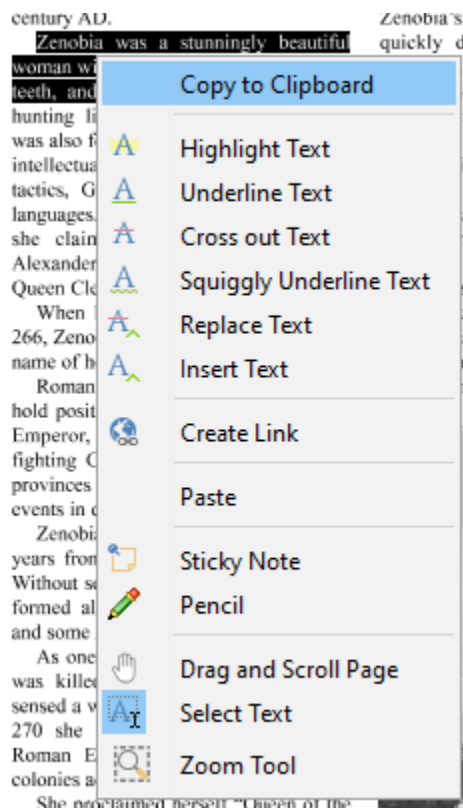 century AD.
Zenobia was a stunningly beautiful
woman
teeth, and
hunting
was also
intellectua
tactics, G
languages.
she claim
Alexander
Queen Cle
When
266, Zeno
name of h
Roman
hold posit
Emperor,
fighting
provinces
events in
Zenobia
years from
Without
formed al
and some
As one
was killed
sensed a
270 she
Roman E
colonies
She proclaimed herself "Queen of the
Zenobia's
quickly d
Copy to Clipboard
Highlight Text
Underline Text
Cross out Text
Squiggly Underline Text
Replace Text
Insert Text
Create Link
Paste
Sticky Note
Pencil
Drag and Scroll Page
Select Text
Zoom Tool